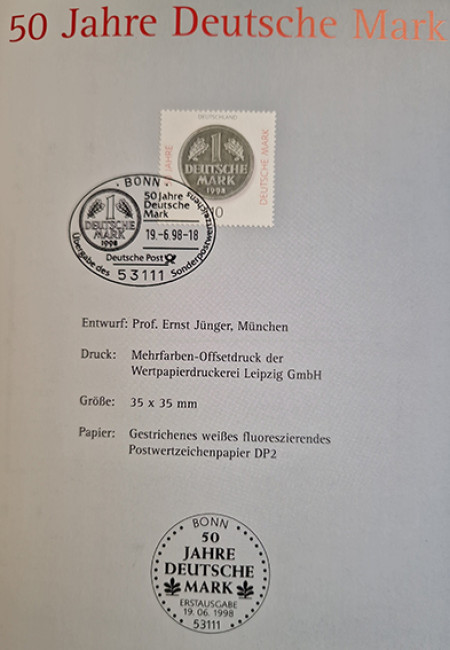 50 Jahre Deutsche Mark
DEUTSCHLAND
JAHRE
1
DEUTSCHE
MARK
1998
DEUTSCHE MARK
10
BONN
50 Jahre
Deutsche
Mark
1
DEUTSCHE
MARK
1998
19.-6.98-18
Deutsche Post
Übergabe des Sonderpostwertzeichens
53111
Entwurf: Prof. Ernst Jünger, München
Druck: Mehrfarben-Offsetdruck der
Wertpapierdruckerei Leipzig GmbH
Größe: 35 x 35 mm
Papier: Gestrichenes weißes fluoreszierendes
Postwertzeichenpapier DP2
BONN
50
JAHRE
DEUTSCHE
MARK
ERSTAUSGABE
19. 06. 1998
53111